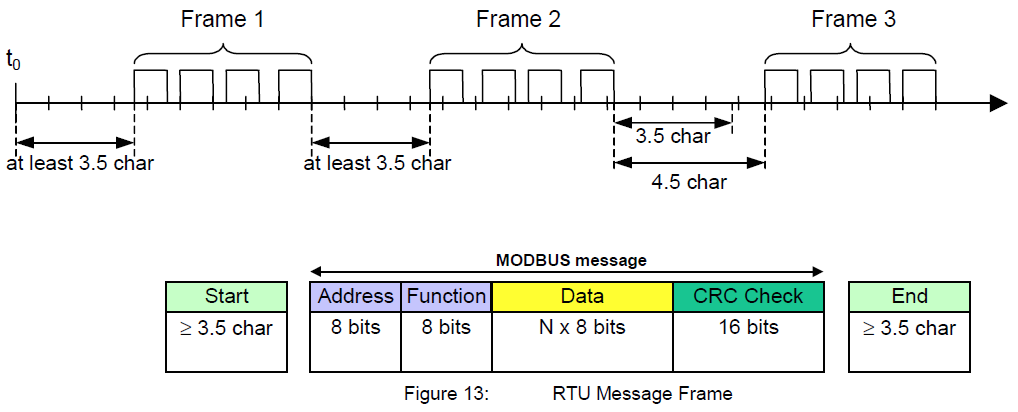 Frame 1 Frame 2 Frame 3
t0
3.5 char
at least 3.5 char at least 3.5 char
4.5 char
MODBUS message
Start Address Function Data CRC Check End
≥ 3.5 char 8 bits 8 bits N x 8 bits 16 bits ≥ 3.5 char
Figure 13: RTU Message Frame